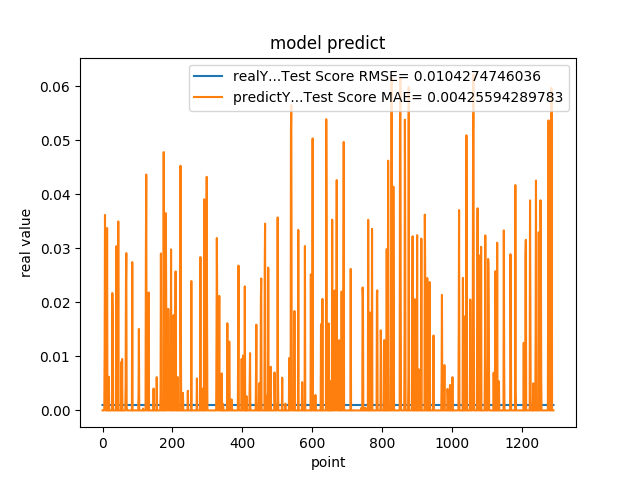 model predict
realY...Test Score RMSE= 0.0104274746036
predictY...Test Score MAE= 0.00425594289783
0.06
0.05
0.04
0.03
0.02
0.01
0.00
real value
0 200 400 600 800 1000 1200
point